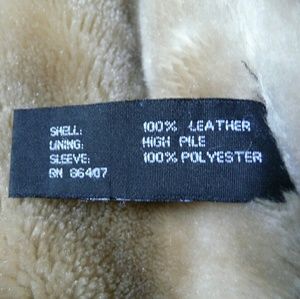 SHELL: 100% LEATHER
LINING: HIGH PILE
SLEEVE: 100% POLYESTER
RN 86407